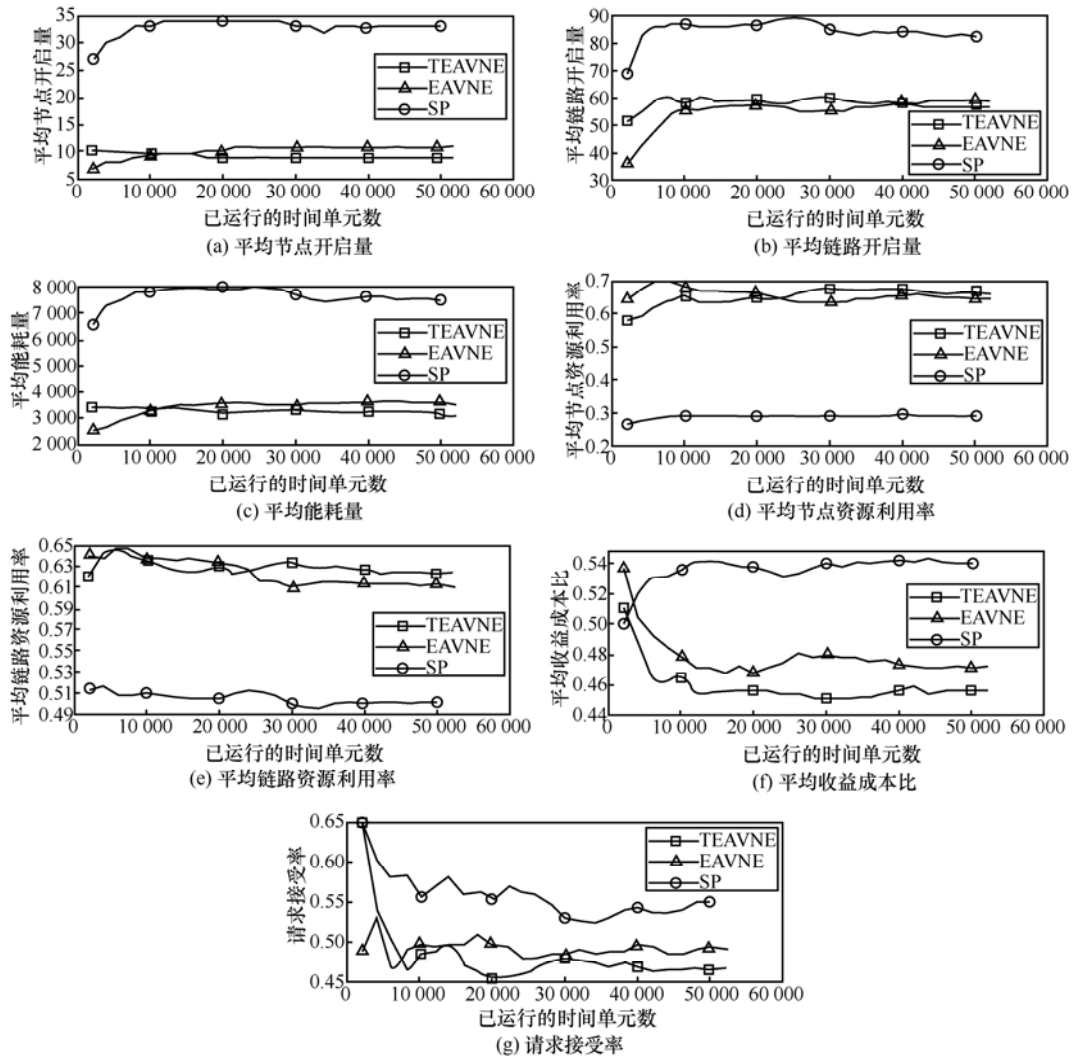 35
30
25
20
15
10
5
平均节点开启量
TEAVNE
EAVNE
SP
0 10 000 20 000 30 000 40 000 50 000 60 000
已运行的时间单元数
(a) 平均节点开启量
90
80
70
60
50
40
30
平均链路开启量
TEAVNE
EAVNE
SP
0 10 000 20 000 30 000 40 000 50 000 60 000
已运行的时间单元数
(b) 平均链路开启量
8 000
7 000
6 000
5 000
4 000
3 000
2 000
平均能耗量
TEAVNE
EAVNE
SP
0 10 000 20 000 30 000 40 000 50 000 60 000
已运行的时间单元数
(c) 平均能耗量
0.7
0.6
0.5
0.4
0.3
0.2
平均节点资源利用率
TEAVNE
EAVNE
SP
0 10 000 20 000 30 000 40 000 50 000 60 000
已运行的时间单元数
(d) 平均节点资源利用率
0.65
0.63
0.61
0.59
0.57
0.55
0.53
0.51
0.49
平均链路资源利用率
TEAVNE
EAVNE
SP
0 10 000 20 000 30 000 40 000 50 000 60 000
已运行的时间单元数
(e) 平均链路资源利用率
0.54
0.52
0.50
0.48
0.46
0.44
平均收益成本比
TEAVNE
EAVNE
SP
0 10 000 20 000 30 000 40 000 50 000 60 000
已运行的时间单元数
(f) 平均收益成本比
0.65
0.60
0.55
0.50
0.45
请求接受率
TEAVNE
EAVNE
SP
0 10 000 20 000 30 000 40 000 50 000 60 000
已运行的时间单元数
(g) 请求接受率